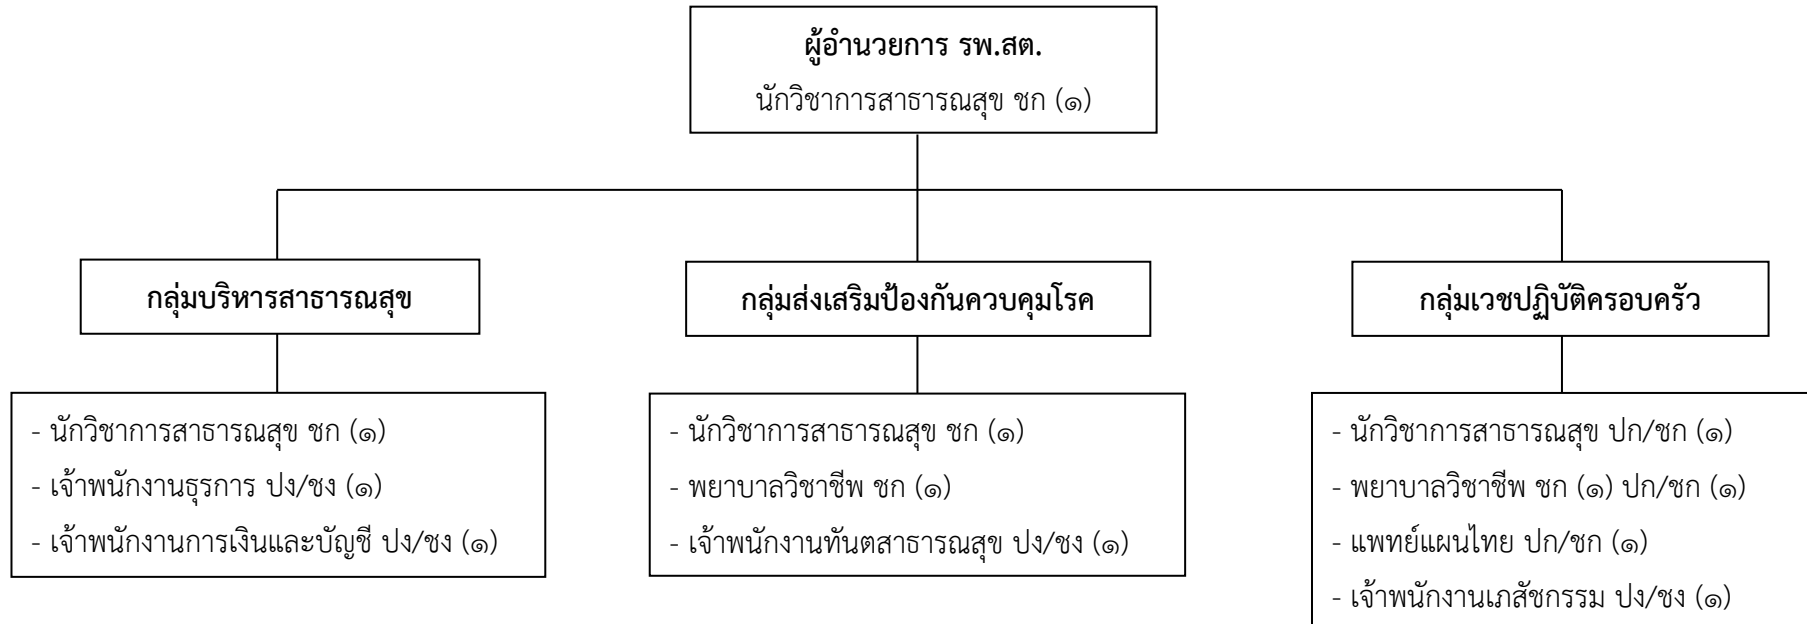 ผู้อำนวยการ รพ.สต.
นักวิชาการสาธารณสุข ชก (๑)
กลุ่มบริหารสาธารณสุข
- นักวิชาการสาธารณสุข ชก (๑)
- เจ้าพนักงานธุรการ ปง/ชง (๑)
- เจ้าพนักงานการเงินและบัญชี ปง/ชง (๑)
กลุ่มส่งเสริมป้องกันควบคุมโรค
- นักวิชาการสาธารณสุข ชก (๑)
- พยาบาลวิชาชีพ ชก (๑)
- เจ้าพนักงานทันตสาธารณสุข ปง/ชง (๑)
กลุ่มเวชปฏิบัติครอบครัว
- นักวิชาการสาธารณสุข ปก/ชก (๑)
- พยาบาลวิชาชีพ ชก (๑) ปก/ชก (๑)
- แพทย์แผนไทย ปก/ชก (๑)
- เจ้าพนักงานเภสัชกรรม ปง/ชง (๑)